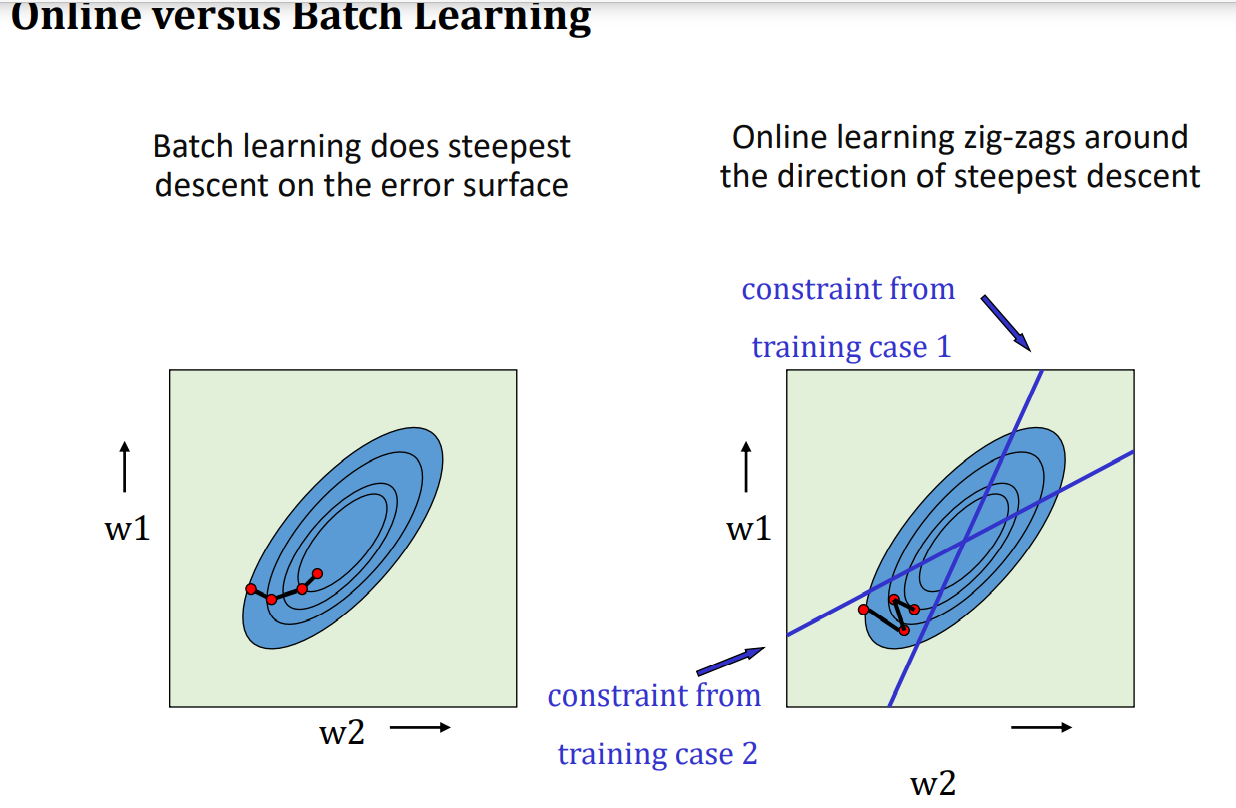 Online versus Batch Learning
Batch learning does steepest
descent on the error surface
Online learning zig-zags around
the direction of steepest descent
constraint from
training case 1
w1
w2
w1
constraint from
training case 2
w2